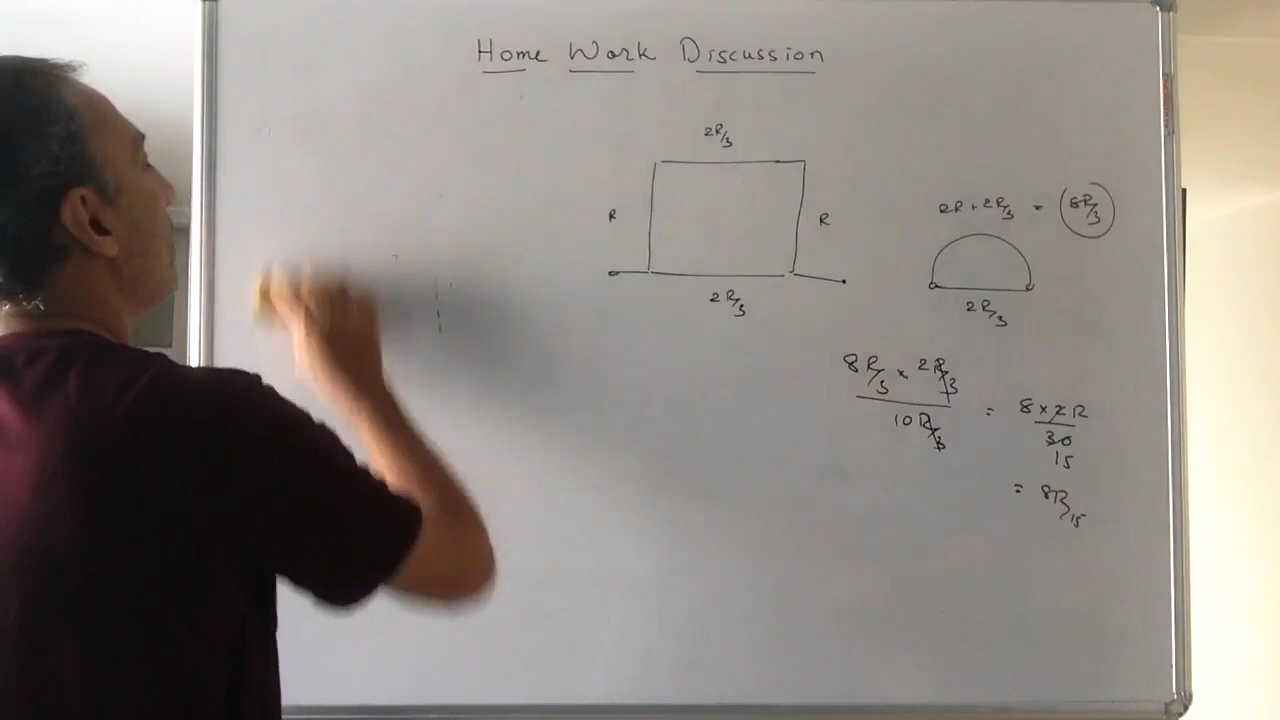 Home Work Discussion
2R/3
R
R
2R/3
2R + 2R/3 = 8R/3
2R/3
8R/3 × 2R/3
10R/3
= 8×2R
30
15
= 8R/15